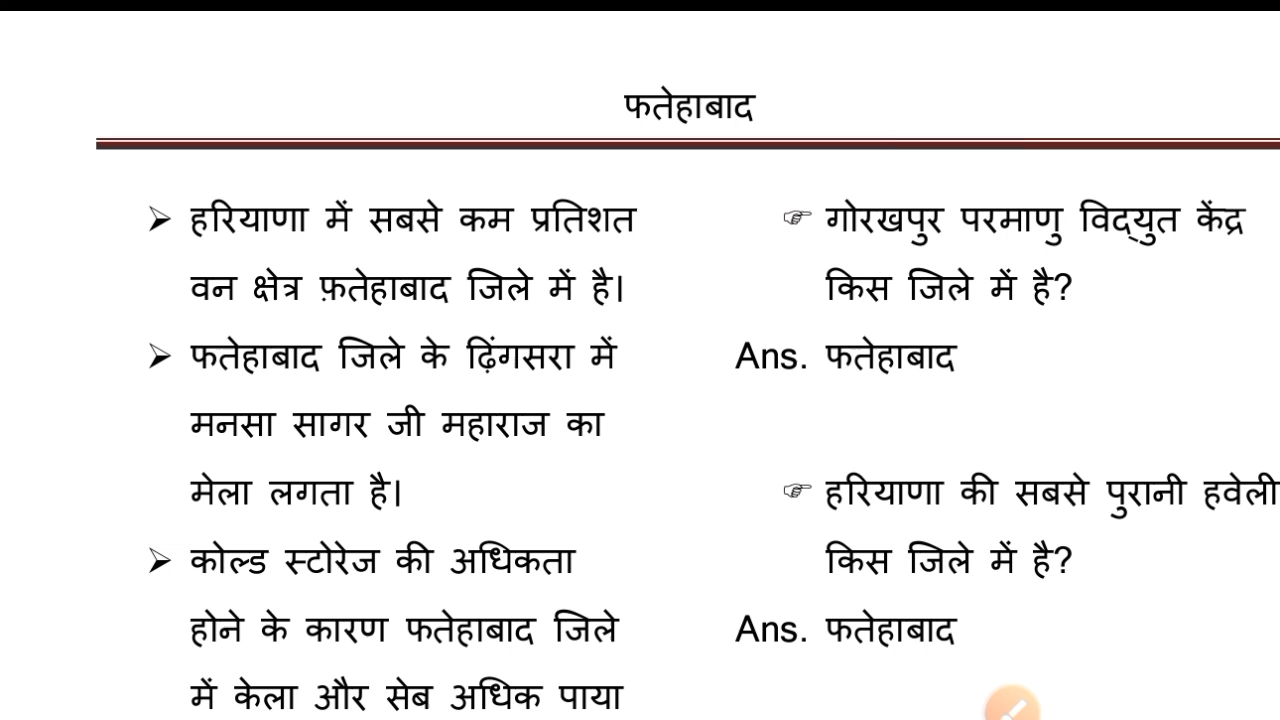 फतेहाबाद
हरियाणा में सबसे कम प्रतिशत
वन क्षेत्र फ़तेहाबाद जिले में है।
फतेहाबाद जिले के ढ़िंगसरा में
मनसा सागर जी महाराज का
मेला लगता है।
कोल्ड स्टोरेज की अधिकता
होने के कारण फतेहाबाद जिले
में केला और सेब अधिक पाया
गोरखपुर परमाणु विद्युत केंद्र
किस जिले में है?
Ans. फतेहाबाद
हरियाणा की सबसे पुरानी हवेली
किस जिले में है?
Ans. फतेहाबाद